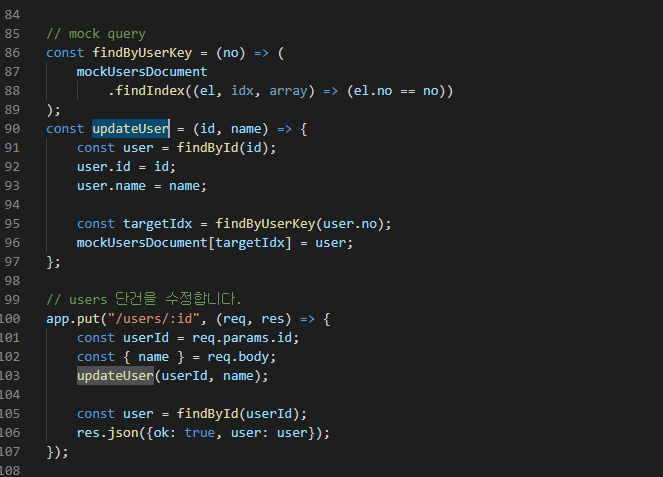 84
85 // mock query
86 const findByUserKey = (no) => (
87     mockUsersDocument
88         .findIndex((el, idx, array) => (el.no == no))
89 );
90 const updateUser = (id, name) => {
91     const user = findById(id);
92     user.id = id;
93     user.name = name;
94
95     const targetIdx = findByUserKey(user.no);
96     mockUsersDocument[targetIdx] = user;
97 };
98
99 // users 단건을 수정합니다.
100 app.put("/users/:id", (req, res) => {
101     const userId = req.params.id;
102     const { name } = req.body;
103     updateUser(userId, name);
104
105     const user = findById(userId);
106     res.json({ok: true, user: user});
107 });
108